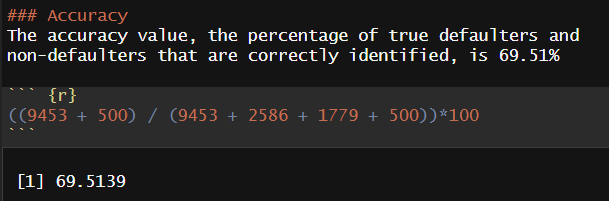 ### Accuracy
The accuracy value, the percentage of true defaulters and
non-defaulters that are correctly identified, is 69.51%
``` {r}
((9453 + 500) / (9453 + 2586 + 1779 + 500))*100
```
[1] 69.5139